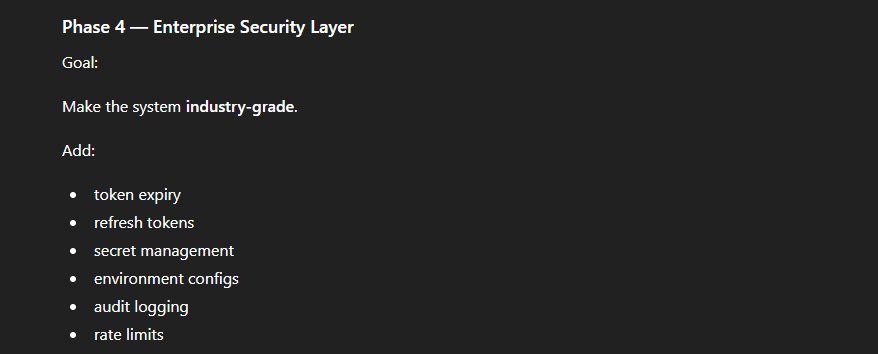 Phase 4 — Enterprise Security Layer
Goal:
Make the system industry-grade.
Add:
• token expiry
• refresh tokens
• secret management
• environment configs
• audit logging
• rate limits